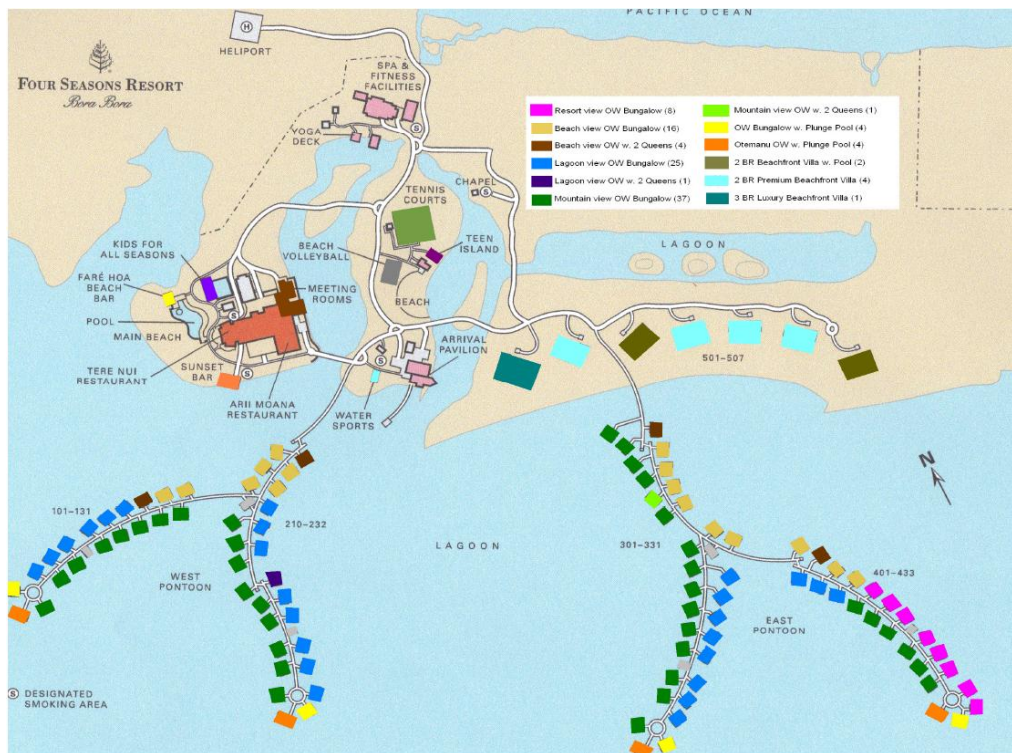 PACIFIC OCEAN
H
HELIPORT
S
FOUR SEASONS RESORT
Bora Bora
SPA &
FITNESS
FACILITIES
YOGA
DECK
S
CHAPEL
S
Resort view OW Bungalow (8)
Beach view OW Bungalow (16)
Beach view OW w. 2 Queens (4)
Lagoon view OW Bungalow (25)
Lagoon view OW w. 2 Queens (1)
Mountain view OW Bungalow (37)
Mountain view OW w. 2 Queens (1)
OW Bungalow w. Plunge Pool (4)
Otemanu OW w. Plunge Pool (4)
2 BR Beachfront Villa w. Pool (2)
2 BR Premium Beachfront Villa (4)
3 BR Luxury Beachfront Villa (1)
TENNIS
COURTS
TEEN
ISLAND
BEACH
VOLLEYBALL
BEACH
LAGOON
KIDS FOR
ALL SEASONS
FARÉ HOA
BEACH
BAR
POOL
MAIN BEACH
MEETING
ROOMS
S
TERE NUI
RESTAURANT
SUNSET
BAR
S
ARII MOANA
RESTAURANT
S
WATER
SPORTS
ARRIVAL
PAVILION
501–507
N
101–131
210–232
WEST
PONTOON
LAGOON
301–331
401–433
EAST
PONTOON
S DESIGNATED
SMOKING AREA